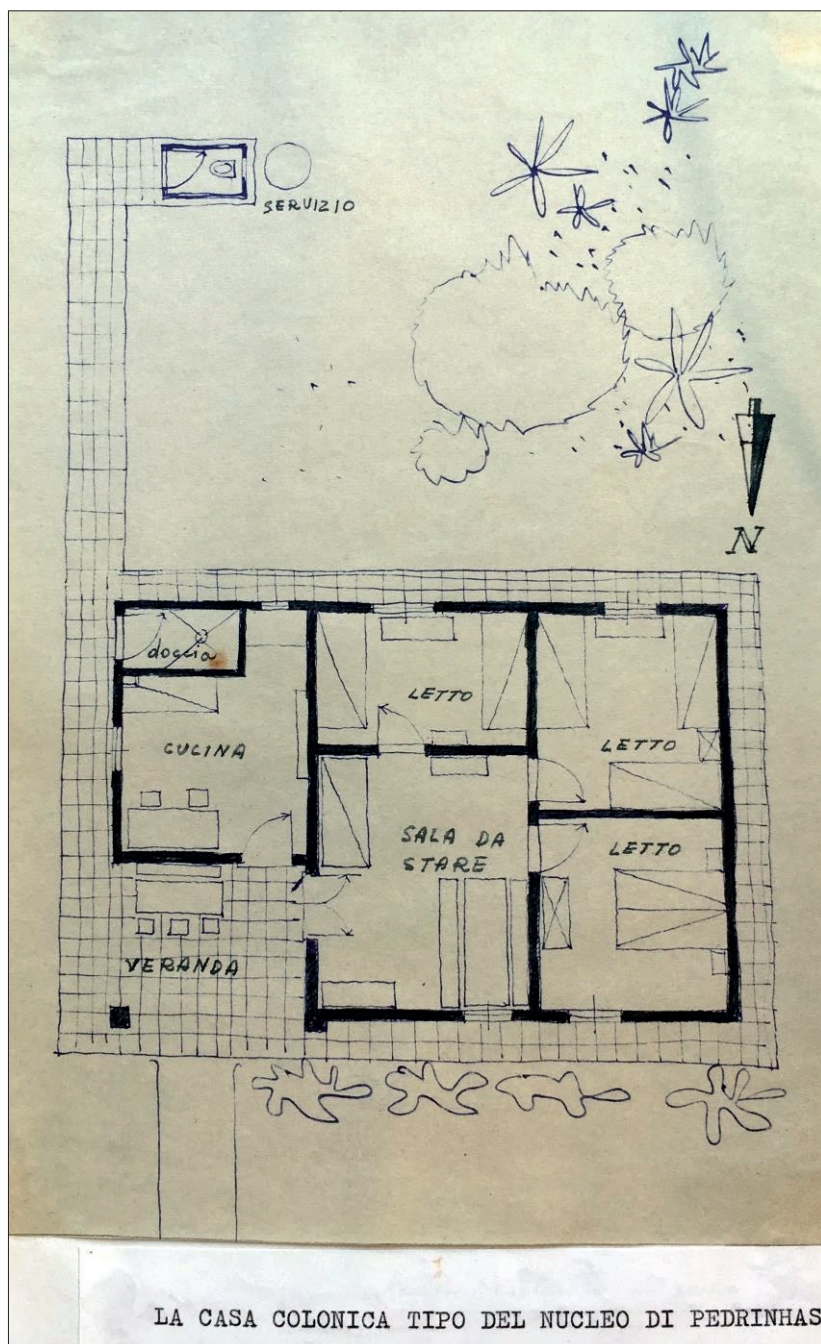 SERVIZIO
N
doccia
LETTO
CUCINA
LETTO
SALA DA
STARE
LETTO
VERANDA
LA CASA COLONICA TIPO DEL NUCLEO DI PEDRINHAS